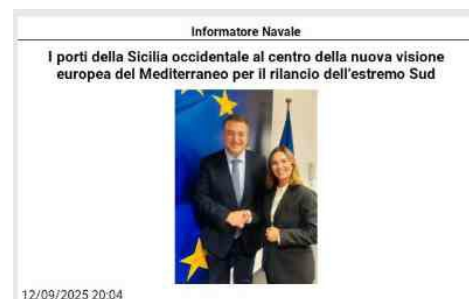 Informatore Navale
I porti della Sicilia occidentale al centro della nuova visione
europea del Mediterraneo per il rilancio dell'estremo Sud
12/09/2025 20:04